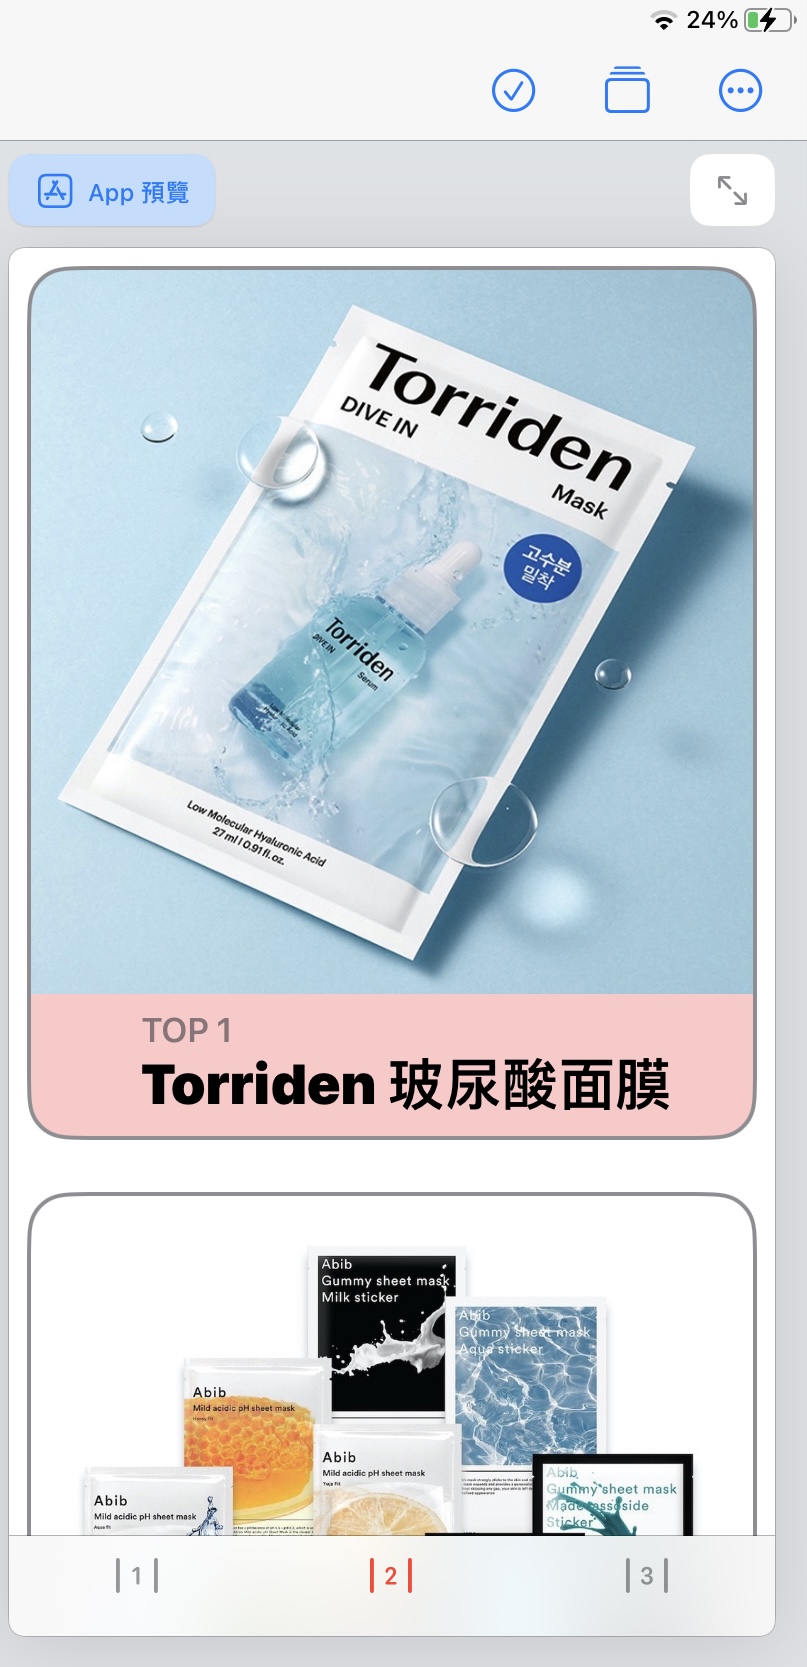 24%
App 預覽
Torriden
DIVE IN
Mask
고수분
밀착
Torriden
DIVE IN
Serum
Low Molecular Hyaluronic Acid
27 ml | 0.91 fl. oz.
TOP 1
Torriden 玻尿酸面膜
Abib
Gummy sheet mask
Milk sticker
Abib
Gummy sheet mask
Aqua sticker
Abib
Mild acidic pH sheet mask
Honey Fit
Abib
Mild acidic pH sheet mask
Yuja Fit
Abib
Mild acidic pH sheet mask
Aqua fit
Abib
Gummy sheet mask
Madecassoside
Sticker
1
2
3